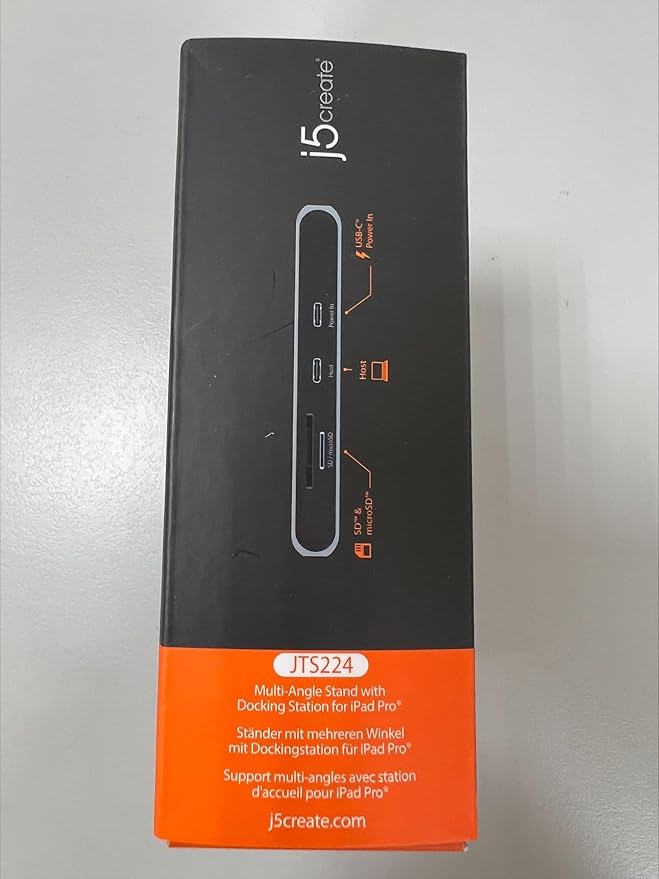 j5create®
USB-C®
Power In
Power In
Host
Host
SD / microSD
SD™ &
microSD™
JTS224
Multi-Angle Stand with
Docking Station for iPad Pro®
Ständer mit mehreren Winkel
mit Dockingstation für iPad Pro®
Support multi-angles avec station
d'accueil pour iPad Pro®
j5create.com